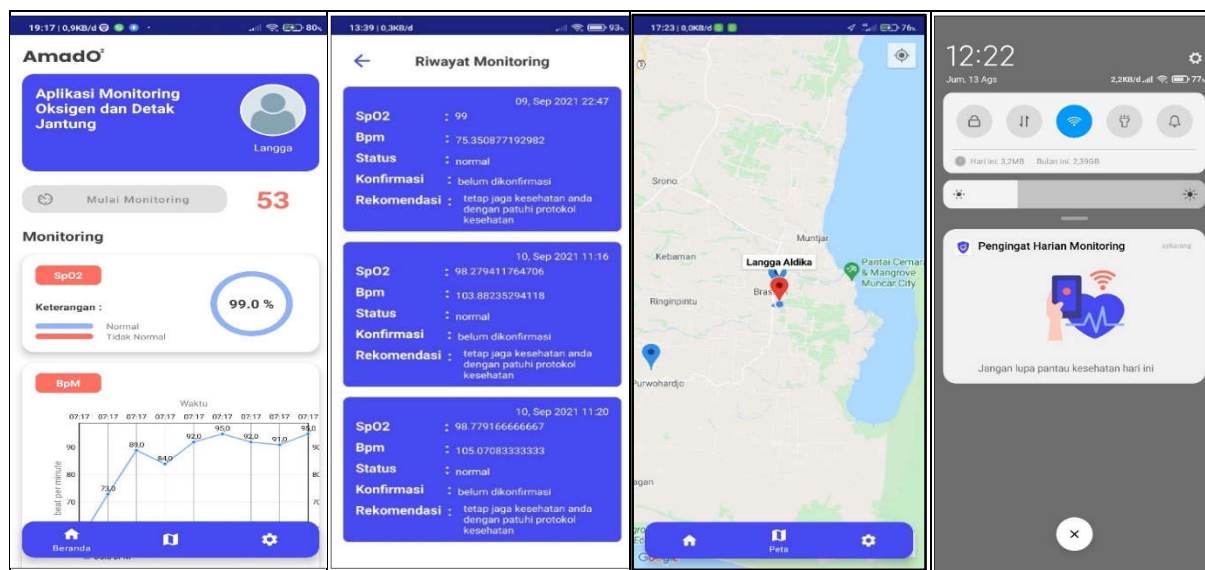 19:17 | 0,9KB/d
80%
AmadO²
Aplikasi Monitoring
Oksigen dan Detak
Jantung
Langga
Mulai Monitoring
53
Monitoring
SpO2
Keterangan :
Normal
Tidak Normal
99.0 %
BpM
Waktu
07:17 07:17 07:17 07:17 07:17 07:17 07:17 07:17 07:17
73,0 89,0 84,0 92,0 95,0 92,0 91,0 95,0
90
80
70
beat per minute
Beranda
13:39 | 0,3KB/d
93%
Riwayat Monitoring
09, Sep 2021 22:47
SpO2 : 99
Bpm : 75.350877192982
Status : normal
Konfirmasi : belum dikonfirmasi
Rekomendasi : tetap jaga kesehatan anda
dengan patuhi protokol
kesehatan
10, Sep 2021 11:16
SpO2 : 98.279411764706
Bpm : 103.88235294118
Status : normal
Konfirmasi : belum dikonfirmasi
Rekomendasi : tetap jaga kesehatan anda
dengan patuhi protokol
kesehatan
10, Sep 2021 11:20
SpO2 : 98.779166666667
Bpm : 105.07083333333
Status : normal
Konfirmasi : belum dikonfirmasi
Rekomendasi : tetap jaga kesehatan anda
dengan patuhi protokol
kesehatan
17:23 | 0,0KB/d
76%
Srono
Muntjar
Kebaman
Langga Aldika
Pantai Cemar
& Mangrove
Muncar City
Bras
Ringinpintu
Purwohardjo
agan
Peta
12:22
Jum, 13 Ags
2,2KB/d
77%
Hari ini: 3,2MB Bulan ini: 2,39GB
Pengingat Harian Monitoring
sekarang
Jangan lupa pantau kesehatan hari ini